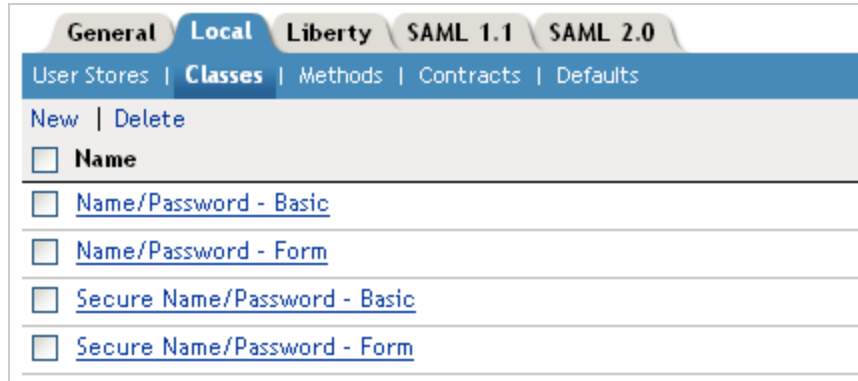 General Local Liberty SAML 1.1 SAML 2.0
User Stores | Classes | Methods | Contracts | Defaults
New | Delete
Name
Name/Password - Basic
Name/Password - Form
Secure Name/Password - Basic
Secure Name/Password - Form